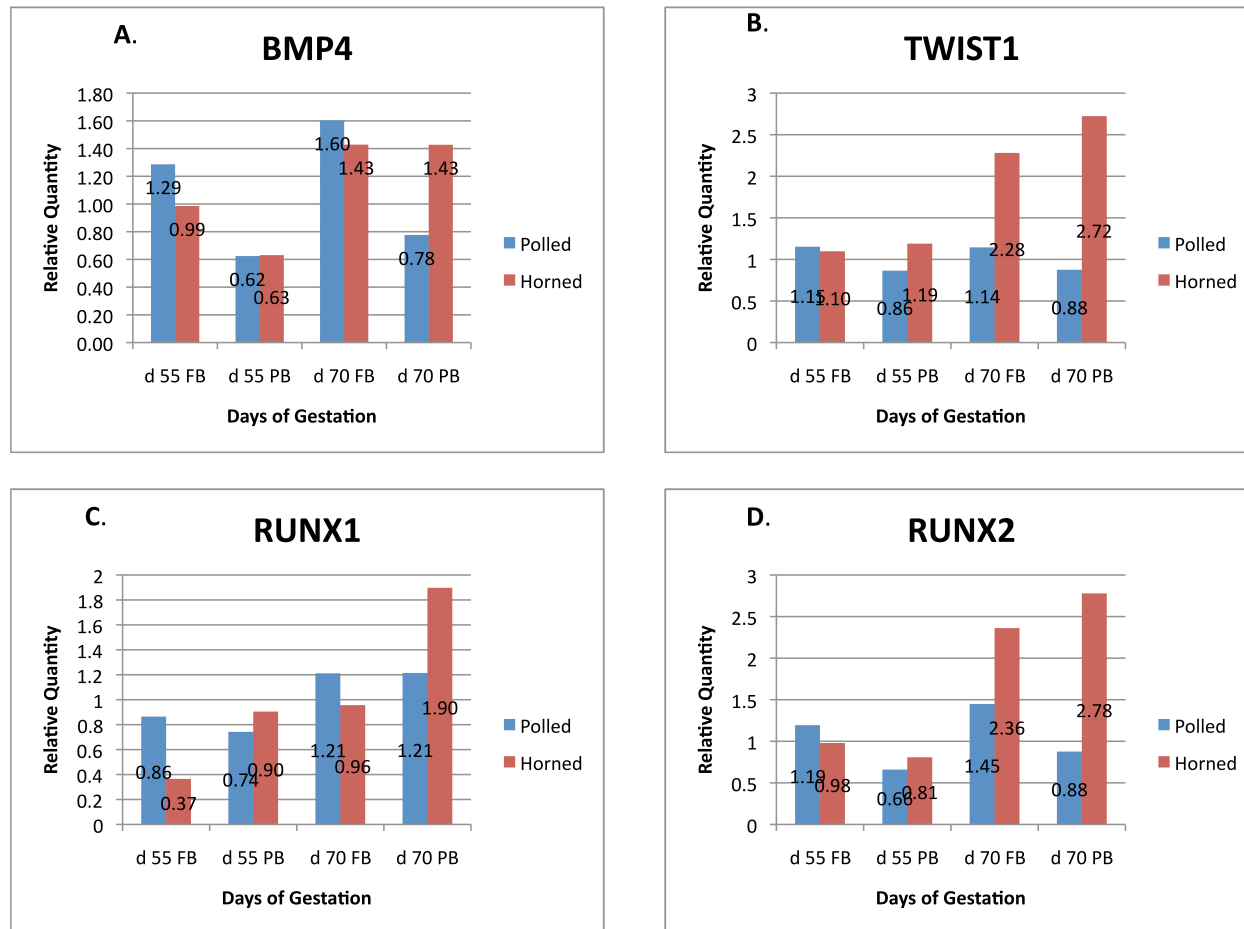 A.
BMP4
1.80
1.60
1.40
1.20
1.00
0.80
0.60
0.40
0.20
0.00
Relative Quantity
1.29
0.99
0.62
0.63
1.60
1.43
0.78
1.43
d 55 FB d 55 PB d 70 FB d 70 PB
Days of Gestation
Polled
Horned
B.
TWIST1
3
2.5
2
1.5
1
0.5
0
Relative Quantity
1.15
1.10
0.86
1.19
1.14
2.28
0.88
2.72
d 55 FB d 55 PB d 70 FB d 70 PB
Days of Gestation
Polled
Horned
C.
RUNX1
2
1.8
1.6
1.4
1.2
1
0.8
0.6
0.4
0.2
0
Relative Quantity
0.86
0.37
0.74
0.90
1.21
0.96
1.21
1.90
d 55 FB d 55 PB d 70 FB d 70 PB
Days of Gestation
Polled
Horned
D.
RUNX2
3
2.5
2
1.5
1
0.5
0
Relative Quantity
1.19
0.98
0.66
0.81
1.45
2.36
0.88
2.78
d 55 FB d 55 PB d 70 FB d 70 PB
Days of Gestation
Polled
Horned